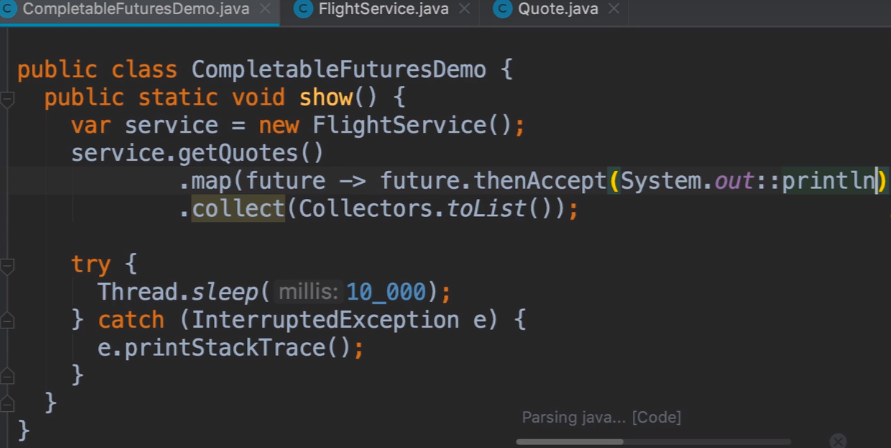 CompletableFuturesDemo.java × C FlightService.java × C Quote.java ×
public class CompletableFuturesDemo {
public static void show() {
var service = new FlightService();
service.getQuotes()
.map(future -> future.thenAccept(System.out::println)
.collect(Collectors.toList());
try {
Thread.sleep( millis: 10_000);
} catch (InterruptedException e) {
e.printStackTrace();
}
}
}
Parsing java... [Code]